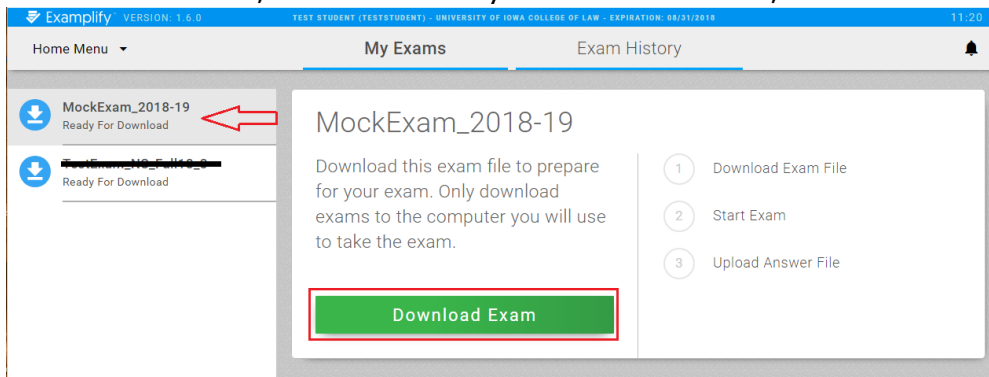 Examplify VERSION: 1.6.0
TEST STUDENT (TESTSTUDENT) - UNIVERSITY OF IOWA COLLEGE OF LAW - EXPIRATION: 08/31/2018
11:20
Home Menu
My Exams
Exam History
MockExam_2018-19
Ready For Download
Ready For Download
MockExam_2018-19
Download this exam file to prepare
for your exam. Only download
exams to the computer you will use
to take the exam.
Download Exam
1 Download Exam File
2 Start Exam
3 Upload Answer File